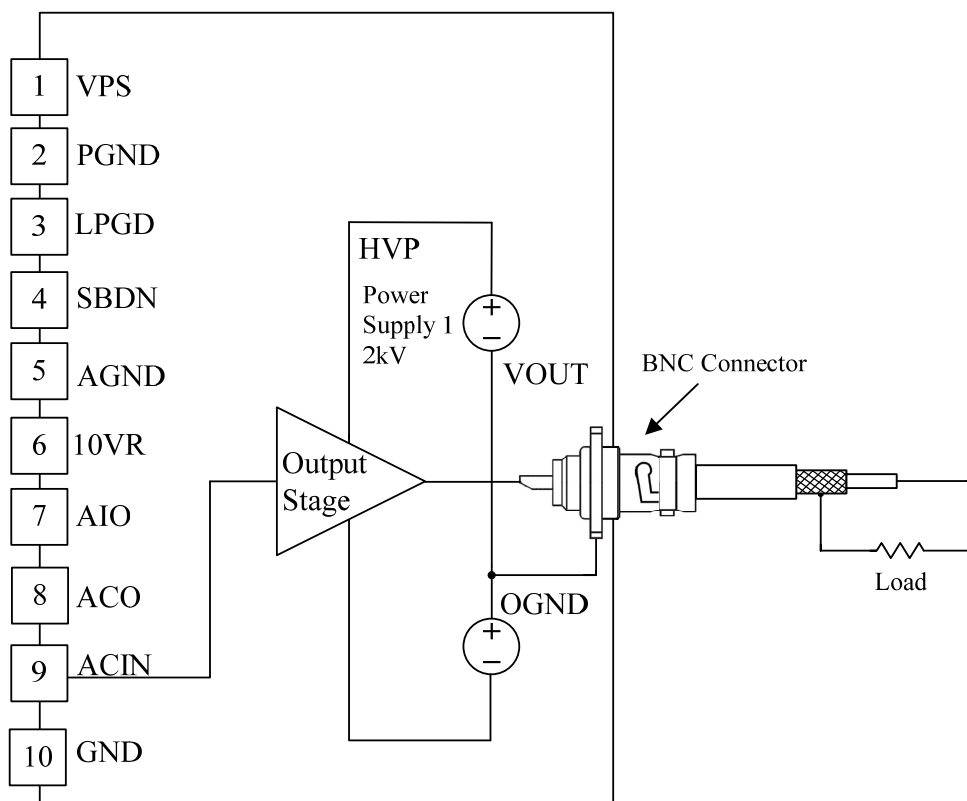 1 VPS
2 PGND
3 LPGD
4 SBDN
5 AGND
6 10VR
7 AIO
8 ACO
9 ACIN
10 GND
HVP
Power
Supply 1
2kV
+
−
VOUT
Output
Stage
OGND
+
−
BNC Connector
Load